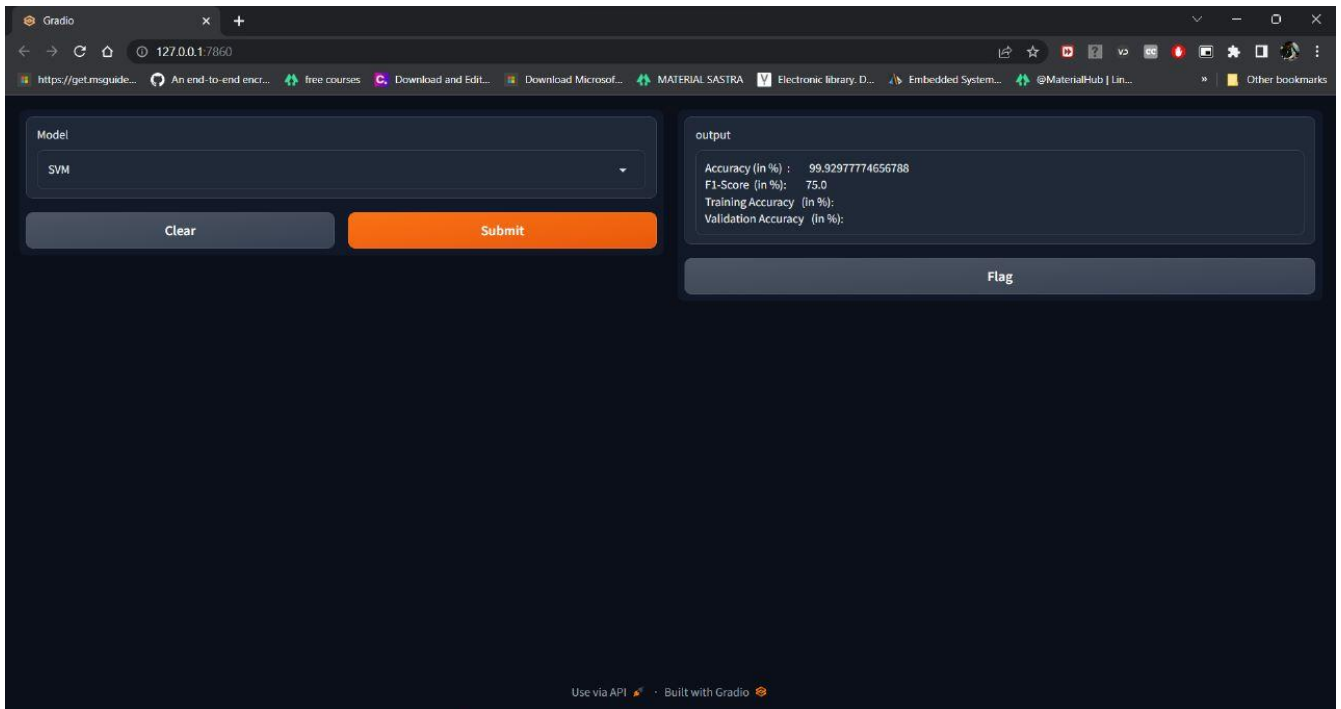 Gradio
127.0.0.1:7860
https://get.msguide...
An end-to-end encr...
free courses
Download and Edit...
Download Microsof...
MATERIAL SASTRA
Electronic library. D...
Embedded System...
@MaterialHub | Lin...
»
Other bookmarks
Model
SVM
Clear
Submit
output
Accuracy (in %) : 99.92977774656788
F1-Score (in %): 75.0
Training Accuracy (in %):
Validation Accuracy (in %):
Flag
Use via API · Built with Gradio